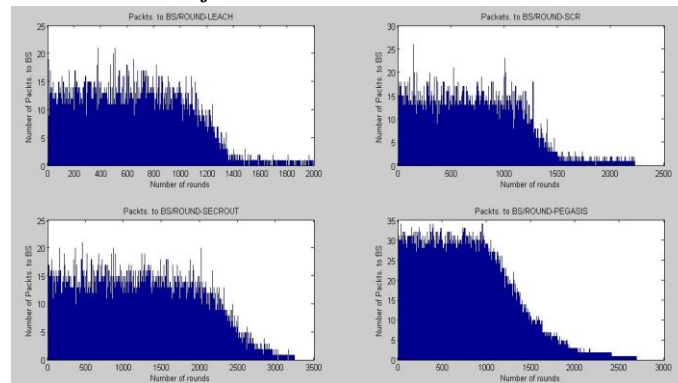 Packts. to BS/ROUND-LEACH
25
20
15
10
5
0
Number of Packts. to BS
0 200 400 600 800 1000 1200 1400 1600 1800 2000
Number of rounds
Packets. to BS/ROUND-SCR
30
25
20
15
10
5
0
Number of Packts. to BS
0 500 1000 1500 2000 2500
Number of rounds
Packts. to BS/ROUND-SECROUT
25
20
15
10
5
0
Number of Packts. to BS
0 500 1000 1500 2000 2500 3000 3500
Number of rounds
Packts. to BS/ROUND-PEGASIS
35
30
25
20
15
10
5
0
Number of Packts. to BS
0 500 1000 1500 2000 2500 3000
Number of rounds